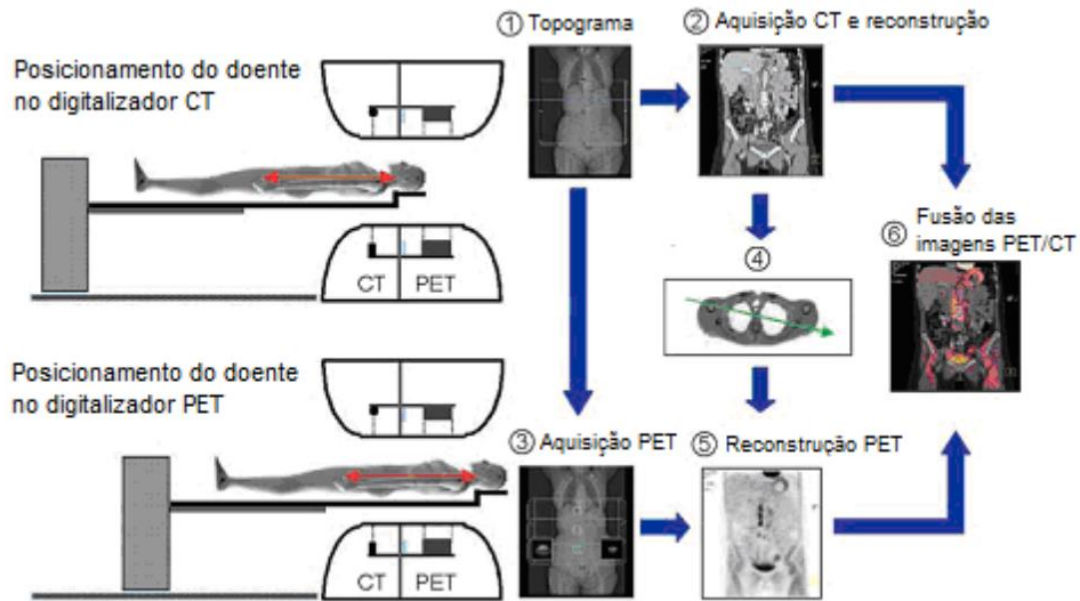 ① Topograma
② Aquisição CT e reconstrução
Posicionamento do doente
no digitalizador CT
CT PET
⑥ Fusão das
imagens PET/CT
④
Posicionamento do doente
no digitalizador PET
③ Aquisição PET
⑤ Reconstrução PET
CT PET